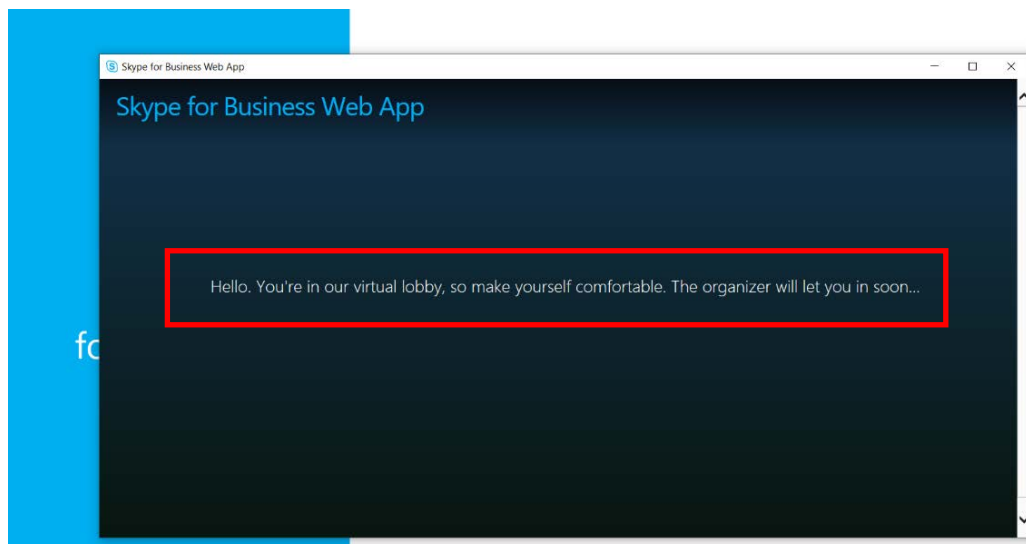 Skype for Business Web App
Skype for Business Web App
Hello. You're in our virtual lobby, so make yourself comfortable. The organizer will let you in soon...